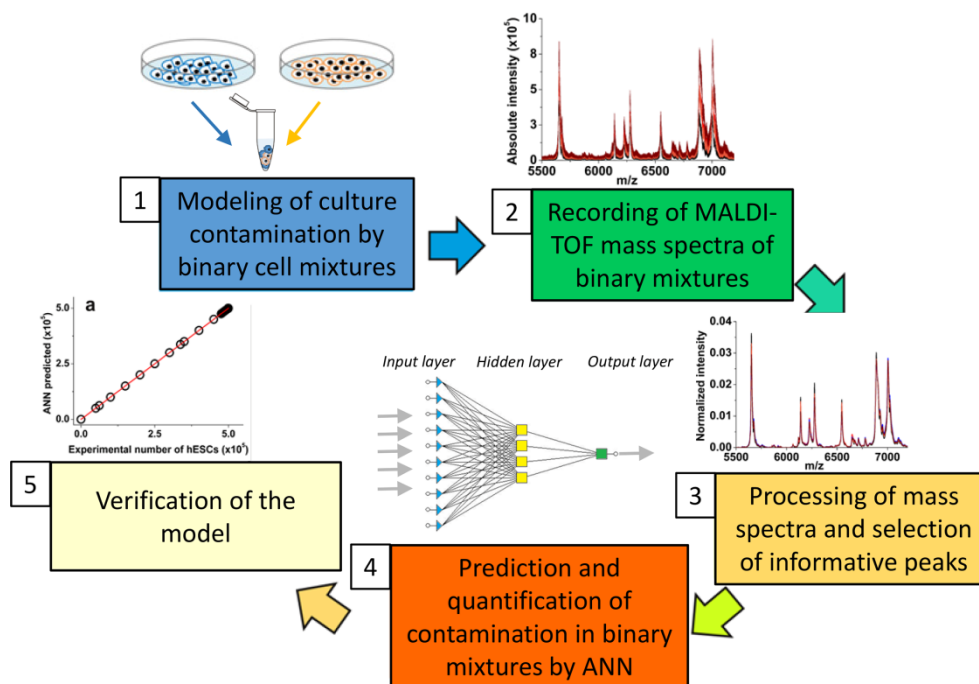 1
Modeling of culture
contamination by
binary cell mixtures
Absolute intensity (x10⁵)
10
8
5
3
0
5500 6000 6500 7000
m/z
2
Recording of MALDI-
TOF mass spectra of
binary mixtures
Normalized intensity
0.04
0.03
0.02
0.01
0.00
5500 6000 6500 7000
m/z
3
Processing of mass
spectra and selection
of informative peaks
Input layer Hidden layer Output layer
4
Prediction and
quantification of
contamination in binary
mixtures by ANN
a
ANN predicted (x10⁵)
5.0
2.5
0.0
0.0 2.5 5.0
Experimental number of hESCs (x10⁵)
5
Verification of the
model